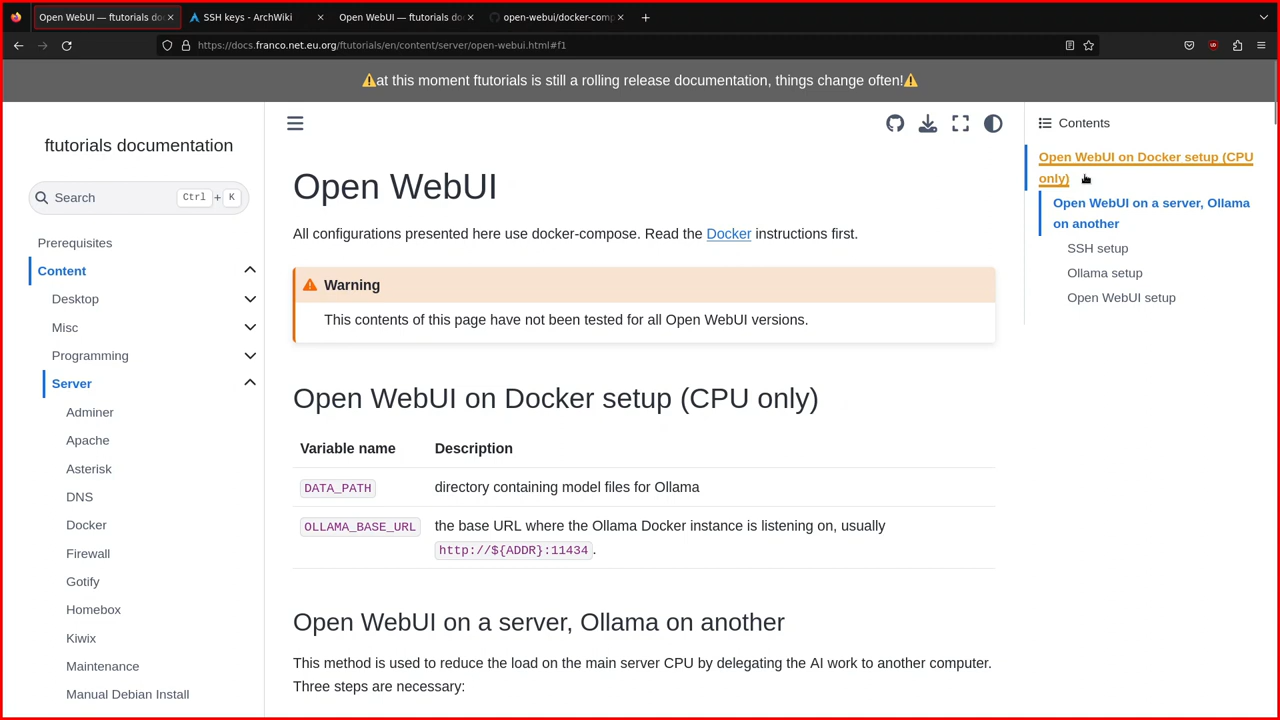 Open WebUI — ftutorials do
SSH keys - ArchWiki
Open WebUI — ftutorials do
open-webui/docker-comp
https://docs.franco.net.eu.org/ftutorials/en/content/server/open-webui.html#f1
⚠️at this moment ftutorials is still a rolling release documentation, things change often!⚠️
ftutorials documentation
Search
Ctrl + K
Prerequisites
Content
Desktop
Misc
Programming
Server
Adminer
Apache
Asterisk
DNS
Docker
Firewall
Gotify
Homebox
Kiwix
Maintenance
Manual Debian Install
Open WebUI
All configurations presented here use docker-compose. Read the Docker instructions first.
Warning
This contents of this page have not been tested for all Open WebUI versions.
Open WebUI on Docker setup (CPU only)
Variable name Description
DATA_PATH directory containing model files for Ollama
OLLAMA_BASE_URL the base URL where the Ollama Docker instance is listening on, usually
http://${ADDR}:11434.
Open WebUI on a server, Ollama on another
This method is used to reduce the load on the main server CPU by delegating the AI work to another computer.
Three steps are necessary:
Contents
Open WebUI on Docker setup (CPU
only)
Open WebUI on a server, Ollama
on another
SSH setup
Ollama setup
Open WebUI setup